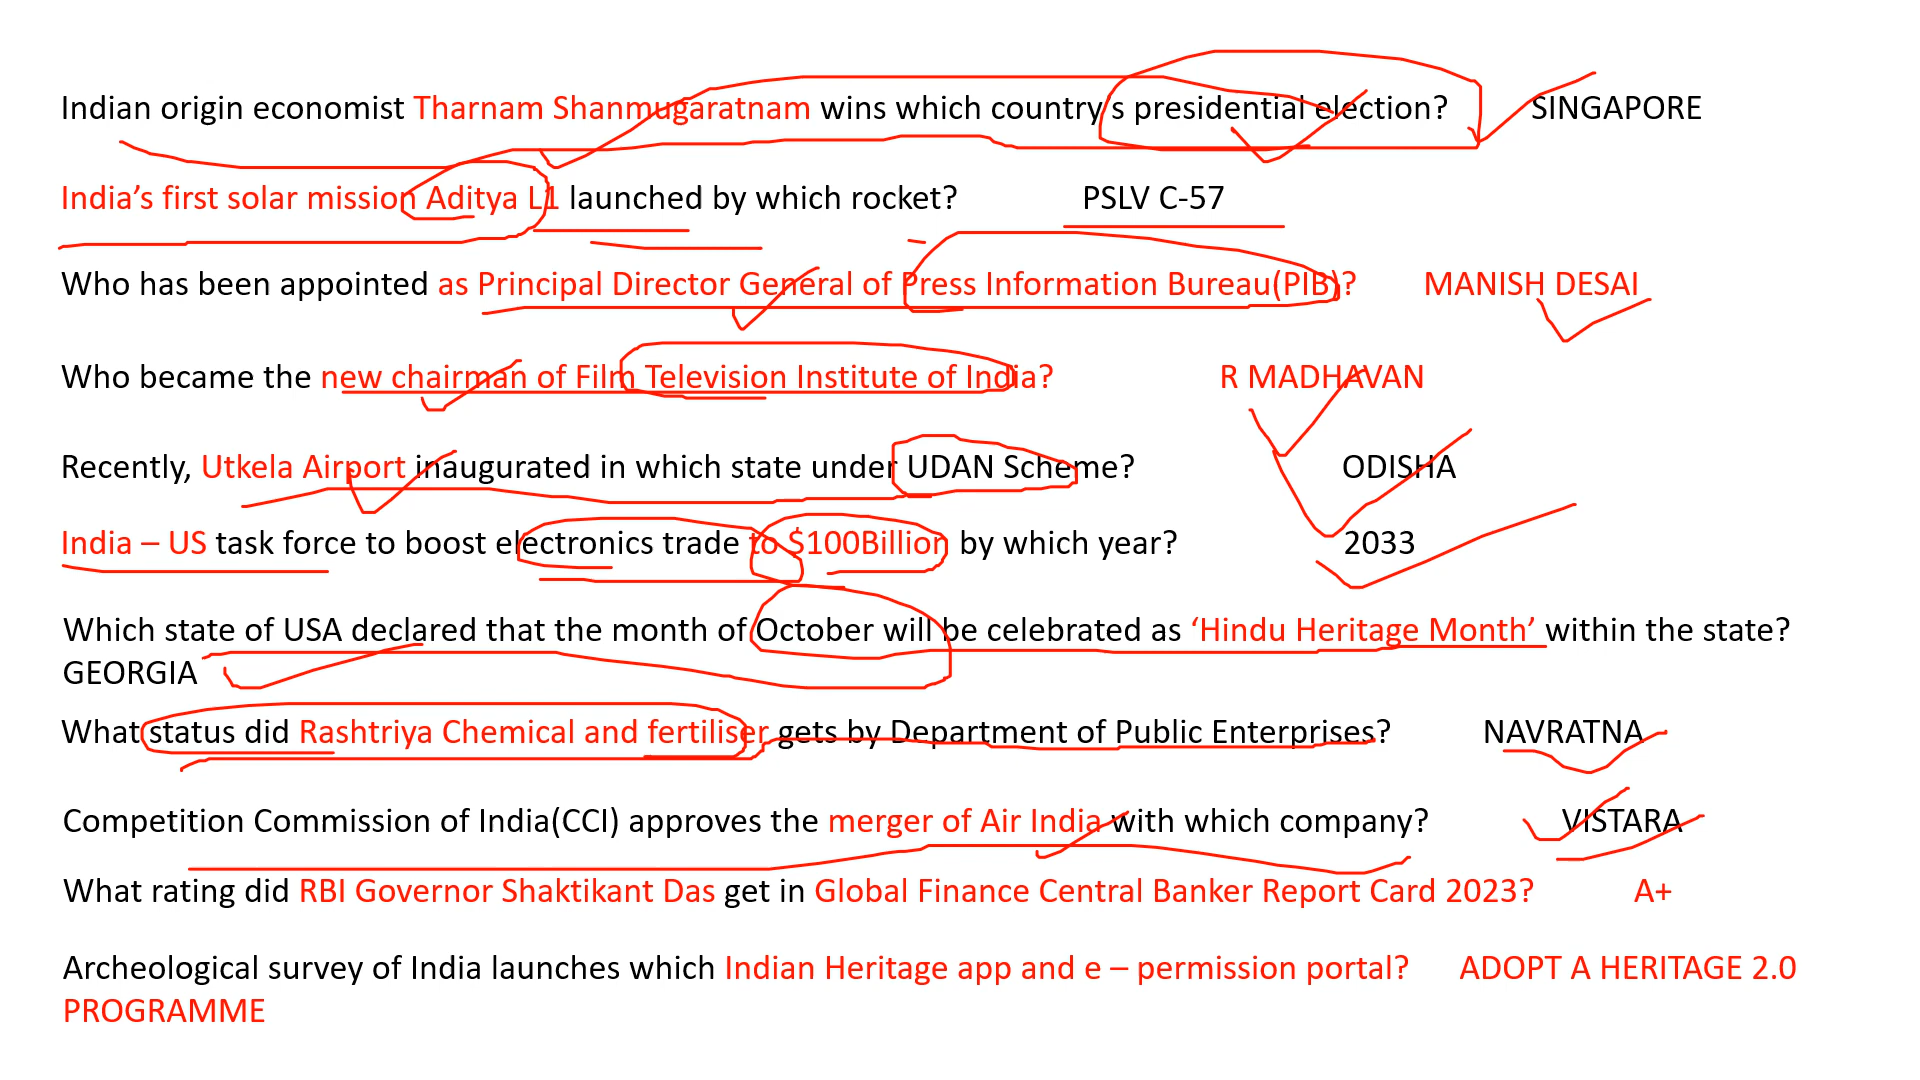 Indian origin economist Tharnam Shanmugaratnam wins which country s presidential election? SINGAPORE
India’s first solar mission Aditya L1 launched by which rocket? PSLV C-57
Who has been appointed as Principal Director General of Press Information Bureau(PIB)? MANISH DESAI
Who became the new chairman of Film Television Institute of India? R MADHAVAN
Recently, Utkela Airport inaugurated in which state under UDAN Scheme? ODISHA
India – US task force to boost electronics trade to $100Billion by which year? 2033
Which state of USA declared that the month of October will be celebrated as ‘Hindu Heritage Month’ within the state?
GEORGIA
What status did Rashtriya Chemical and fertiliser gets by Department of Public Enterprises? NAVRATNA
Competition Commission of India(CCI) approves the merger of Air India with which company? VISTARA
What rating did RBI Governor Shaktikant Das get in Global Finance Central Banker Report Card 2023? A+
Archeological survey of India launches which Indian Heritage app and e – permission portal? ADOPT A HERITAGE 2.0
PROGRAMME